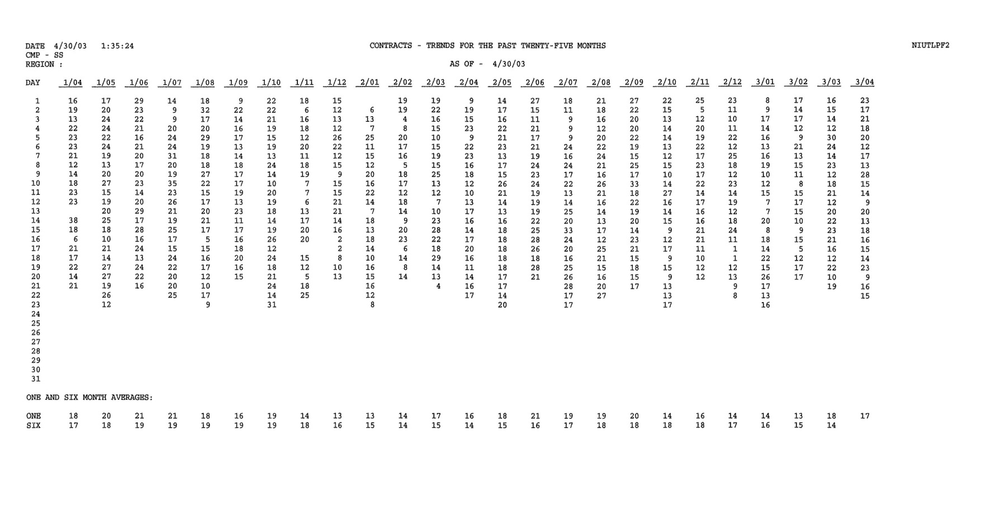 DATE 4/30/03 1:35:24 CONTRACTS - TRENDS FOR THE PAST TWENTY-FIVE MONTHS NIUTLPF2
CMP - SS
REGION : AS OF - 4/30/03
DAY 1/04 1/05 1/06 1/07 1/08 1/09 1/10 1/11 1/12 2/01 2/02 2/03 2/04 2/05 2/06 2/07 2/08 2/09 2/10 2/11 2/12 3/01 3/02 3/03 3/04
1 16 17 29 14 18 9 22 18 15 19 19 9 14 27 18 21 27 22 25 23 8 17 16 23
2 19 20 23 9 32 22 22 6 12 6 19 22 19 17 15 11 18 22 15 5 11 9 14 15 17
3 13 24 22 9 17 14 21 16 13 13 4 16 15 16 11 9 16 20 13 12 10 17 17 14 21
4 22 24 21 20 20 16 19 18 12 7 8 15 23 22 21 9 12 20 14 20 11 14 12 12 18
5 23 22 16 24 29 17 15 12 26 25 20 10 9 21 17 9 20 22 14 19 22 16 9 30 20
6 23 24 21 24 19 13 19 20 22 11 17 15 22 23 21 24 22 19 13 22 12 13 21 24 12
7 21 19 20 31 18 14 13 11 12 15 16 19 23 13 19 16 24 15 12 17 25 16 13 14 17
8 12 13 17 20 18 18 24 18 15 12 5 15 16 17 24 24 21 25 15 23 18 19 15 23 13
9 14 20 20 19 27 17 14 19 9 20 18 25 18 15 23 17 16 17 10 17 12 10 11 12 28
10 18 27 23 35 22 17 10 7 15 16 17 13 12 26 24 22 26 33 14 22 23 12 8 18 15
11 23 15 14 23 15 19 20 7 15 22 12 12 10 21 19 13 21 18 27 14 14 15 15 21 14
12 23 19 20 26 17 13 19 6 21 14 18 7 13 14 19 14 16 22 16 17 19 7 17 12 9
13 20 29 21 20 23 18 13 21 7 14 10 17 13 19 25 14 19 14 16 12 7 15 20 20
14 38 25 17 19 21 11 14 17 14 18 9 23 16 16 22 20 13 20 15 16 18 20 10 22 13
15 18 18 28 25 17 17 19 20 16 13 20 28 14 18 25 33 17 14 9 21 24 8 9 23 18
16 6 10 16 17 5 16 26 20 2 18 23 22 17 18 28 24 12 23 12 21 11 18 15 21 16
17 21 21 24 15 15 18 12 2 14 6 18 20 18 26 20 25 21 17 11 1 14 5 16 15
18 17 14 13 24 16 20 24 15 8 10 14 29 16 18 18 16 21 15 9 10 1 22 12 12 14
19 22 27 24 22 17 16 18 12 10 16 8 14 11 18 28 25 15 18 15 12 12 15 17 22 23
20 14 27 22 20 12 15 21 5 13 15 14 13 14 17 21 26 16 15 9 12 13 26 17 10 9
21 21 19 16 20 10 24 18 16 4 16 17 28 20 17 13 9 17 19 16
22 26 25 17 14 25 12 17 14 17 27 13 8 13 15
23 12 9 31 8 20 17 17 16
24
25
26
27
28
29
30
31
ONE AND SIX MONTH AVERAGES:
ONE 18 20 21 21 18 16 19 14 13 13 14 17 16 18 21 19 19 20 14 16 14 14 13 18 17
SIX 17 18 19 19 19 19 19 18 16 15 14 15 14 15 16 17 18 18 18 18 17 16 15 14